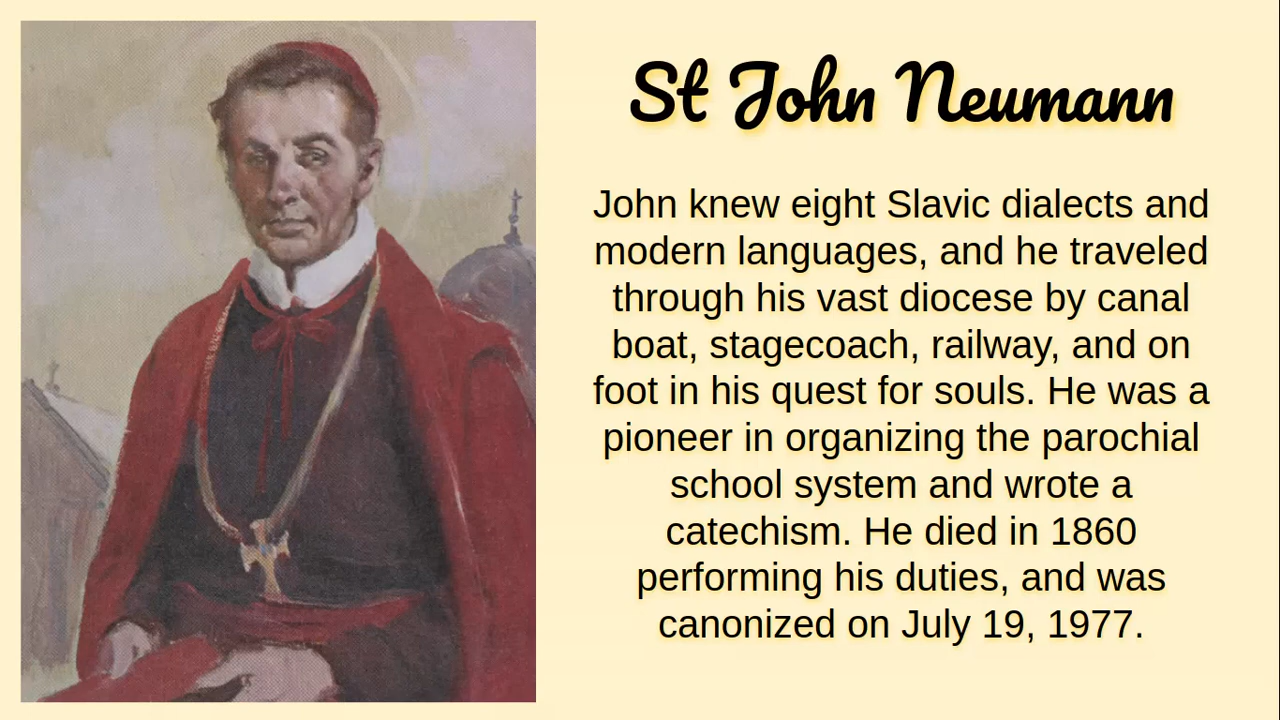 St John Neumann
John knew eight Slavic dialects and
modern languages, and he traveled
through his vast diocese by canal
boat, stagecoach, railway, and on
foot in his quest for souls. He was a
pioneer in organizing the parochial
school system and wrote a
catechism. He died in 1860
performing his duties, and was
canonized on July 19, 1977.